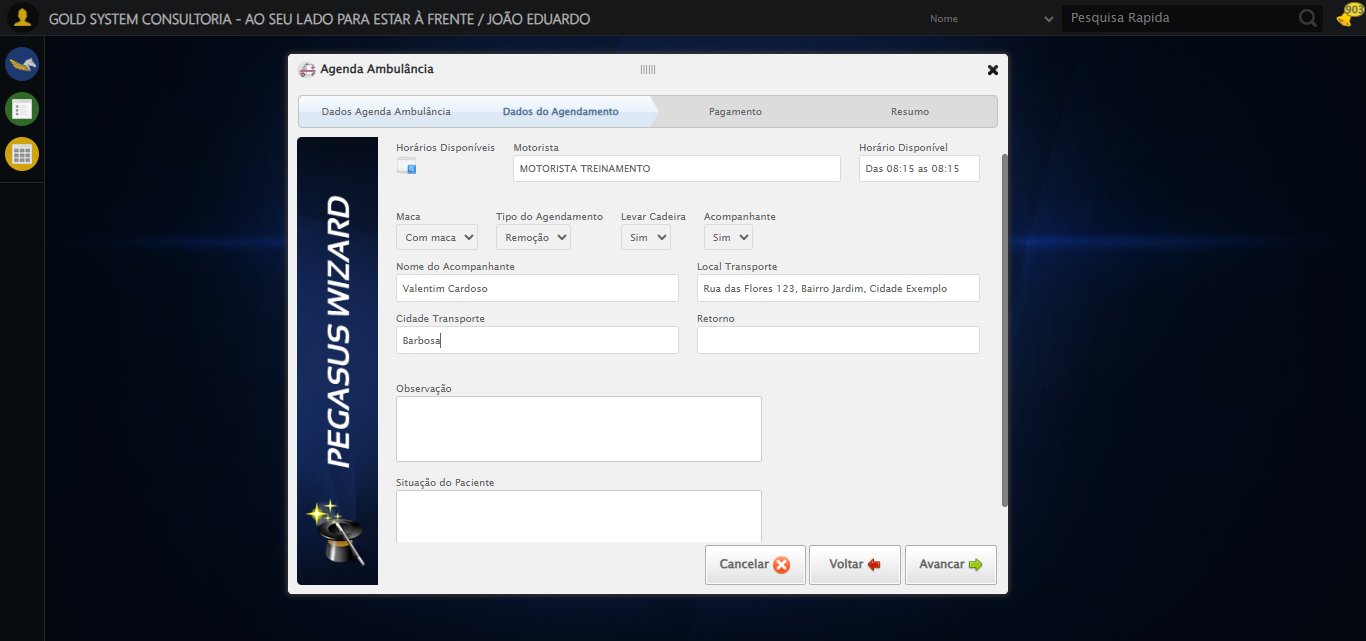 GOLD SYSTEM CONSULTORIA - AO SEU LADO PARA ESTAR À FRENTE / JOÃO EDUARDO
Nome
Pesquisa Rapida
903
Agenda Ambulância
Dados Agenda Ambulância
Dados do Agendamento
Pagamento
Resumo
PEGASUS WIZARD
Horários Disponíveis
Motorista
Horário Disponível
MOTORISTA TREINAMENTO
Das 08:15 as 08:15
Maca
Tipo do Agendamento
Levar Cadeira
Acompanhante
Com maca
Remoção
Sim
Sim
Nome do Acompanhante
Local Transporte
Valentim Cardoso
Rua das Flores 123, Bairro Jardim, Cidade Exemplo
Cidade Transporte
Retorno
Barbosa
Observação
Situação do Paciente
Cancelar
Voltar
Avancar